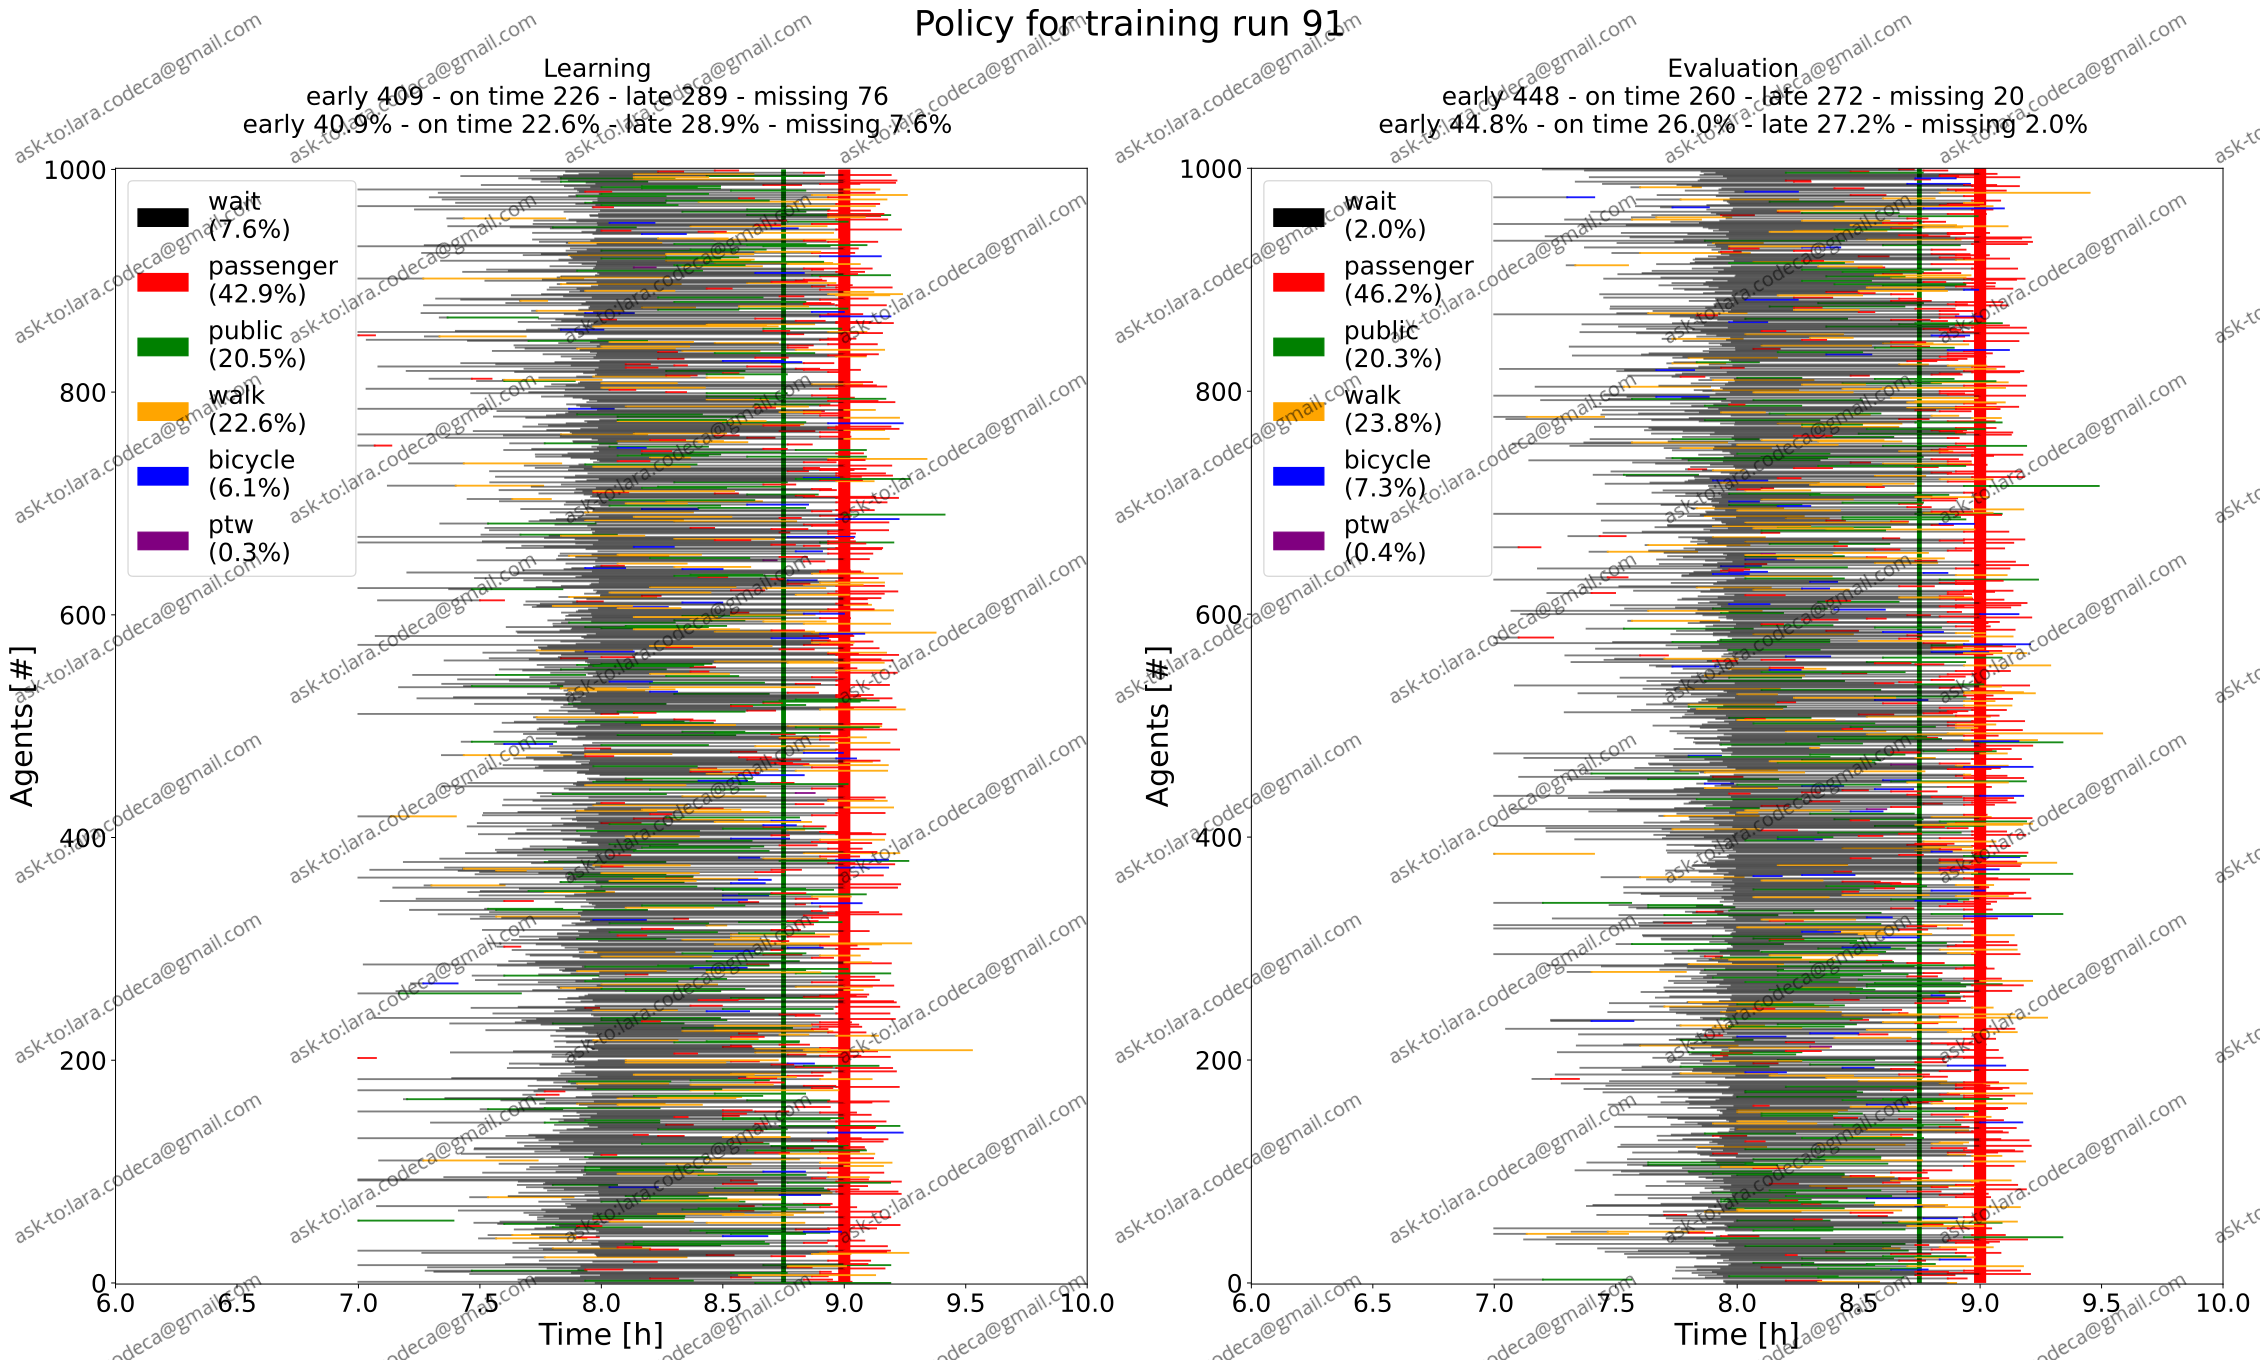 Policy for training run 91
Learning
early 409 - on time 226 - late 289 - missing 76
early 40.9% - on time 22.6% - late 28.9% - missing 7.6%
1000
800
600
400
200
0
Agents [#]
wait
(7.6%)
passenger
(42.9%)
public
(20.5%)
walk
(22.6%)
bicycle
(6.1%)
ptw
(0.3%)
6.0 6.5 7.0 7.5 8.0 8.5 9.0 9.5 10.0
Time [h]
Evaluation
early 448 - on time 260 - late 272 - missing 20
early 44.8% - on time 26.0% - late 27.2% - missing 2.0%
1000
800
600
400
200
0
Agents [#]
wait
(2.0%)
passenger
(46.2%)
public
(20.3%)
walk
(23.8%)
bicycle
(7.3%)
ptw
(0.4%)
6.0 6.5 7.0 7.5 8.0 8.5 9.0 9.5 10.0
Time [h]
ask-to:lara.codeca@gmail.com